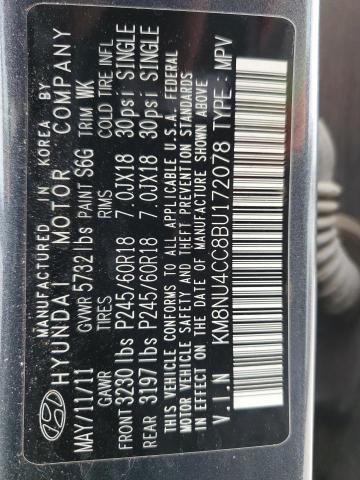 MANUFACTURED IN KOREA BY
HYUNDAI MOTOR COMPANY
MAY/11/11 GVWR 5732 lbs PAINT S6G TRIM WK
GAWR TIRES RIMS COLD TIRE INFL
FRONT 3230 lbs P245/60R18 7.0JX18 30psi SINGLE
REAR 3197 lbs P245/60R18 7.0JX18 30psi SINGLE
THIS VEHICLE CONFORMS TO ALL APPLICABLE U.S.A. FEDERAL
MOTOR VEHICLE SAFETY AND THEFT PREVENTION STANDARDS
IN EFFECT ON THE DATE OF MANUFACTURE SHOWN ABOVE.
V.I.N : KM8NU4CC8BU172078 TYPE : MPV